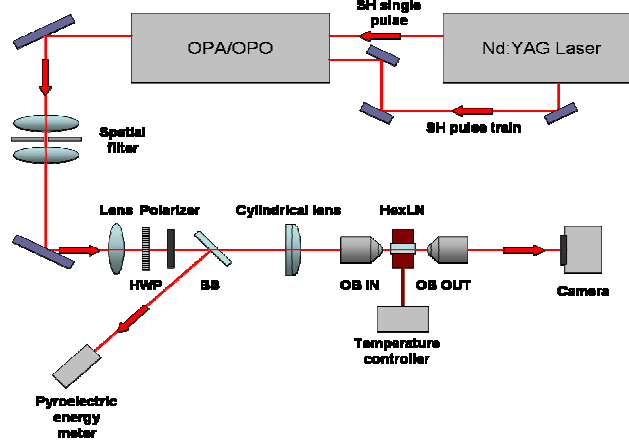 SH single
pulse
OPA/OPO
Nd:YAG Laser
SH pulse train
Spatial
filter
Lens
Polarizer
Cylindrical lens
HexLN
HWP
BS
OB IN
OB OUT
Camera
Temperature
controller
Pyroelectric
energy
meter